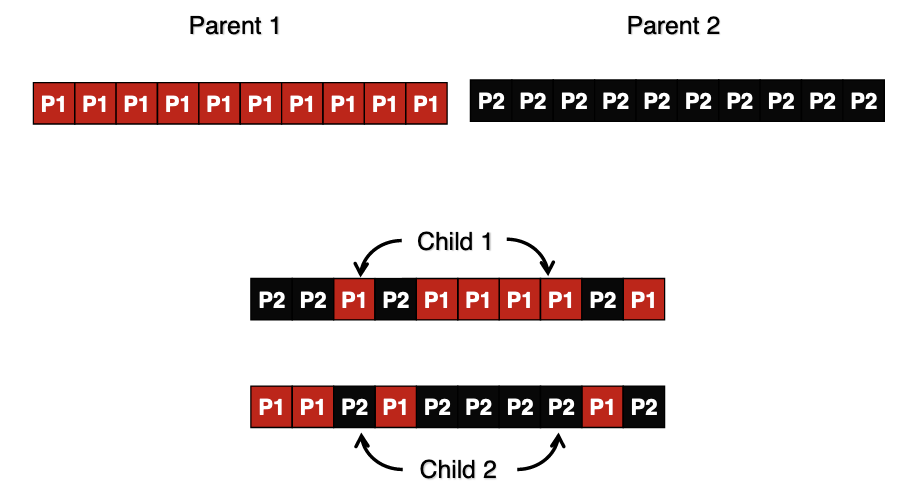 Parent 1 Parent 2
P1 P1 P1 P1 P1 P1 P1 P1 P1 P1 P2 P2 P2 P2 P2 P2 P2 P2 P2 P2
Child 1
P2 P2 P1 P2 P1 P1 P1 P1 P2 P1
P1 P1 P2 P1 P2 P2 P2 P2 P1 P2
Child 2